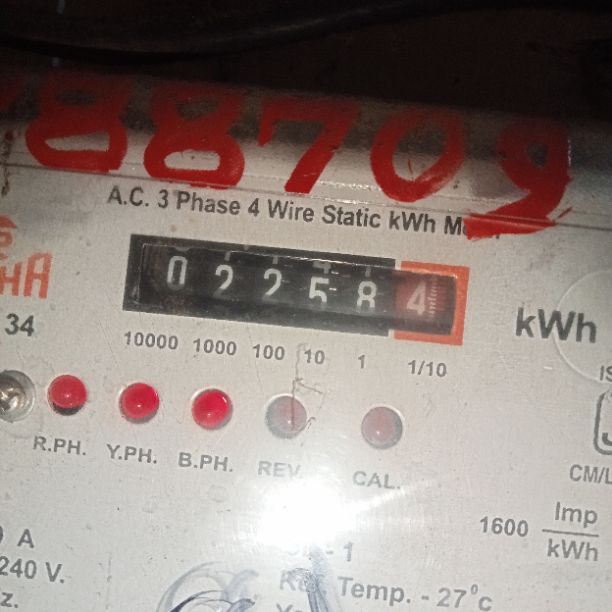 88709
A.C. 3 Phase 4 Wire Static kWh
HA
34
0 2 2 5 8 4
kWh
10000 1000 100 10 1 1/10
R.PH. Y.PH. B.PH. REV. CAL.
CM/L
1600 Imp/kWh
A
240 V.
z.
- 1
Temp. - 27°c